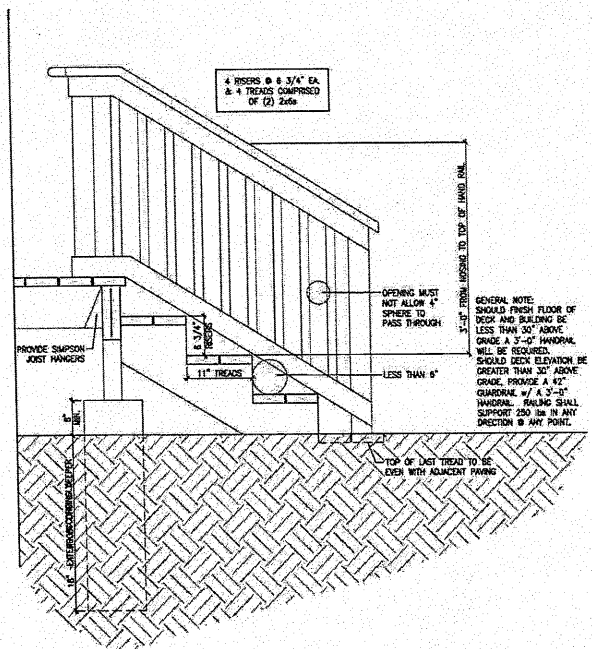 4 RISERS @ 6 3/4" EA.
& 4 TREADS COMPRISED
OF (2) 2x6s
3'-0" FROM NOSING TO TOP OF HAND RAIL
OPENING MUST
NOT ALLOW 4"
SPHERE TO
PASS THROUGH
GENERAL NOTE:
SHOULD FINISH FLOOR OF
DECK AND BUILDING BE
LESS THAN 30" ABOVE
GRADE A 3'-0" HANDRAIL
WILL BE REQUIRED.
SHOULD DECK ELEVATION BE
GREATER THAN 30" ABOVE
GRADE, PROVIDE A 42"
GUARDRAIL w/ A 3'-0"
HANDRAIL. RAILING SHALL
SUPPORT 250 lbs IN ANY
DIRECTION @ ANY POINT.
PROVIDE SIMPSON
JOIST HANGERS
6 3/4"
RISERS
11" TREADS
LESS THAN 6"
8"
MIN.
TOP OF LAST TREAD TO BE
EVEN WITH ADJACENT PAVING
16"